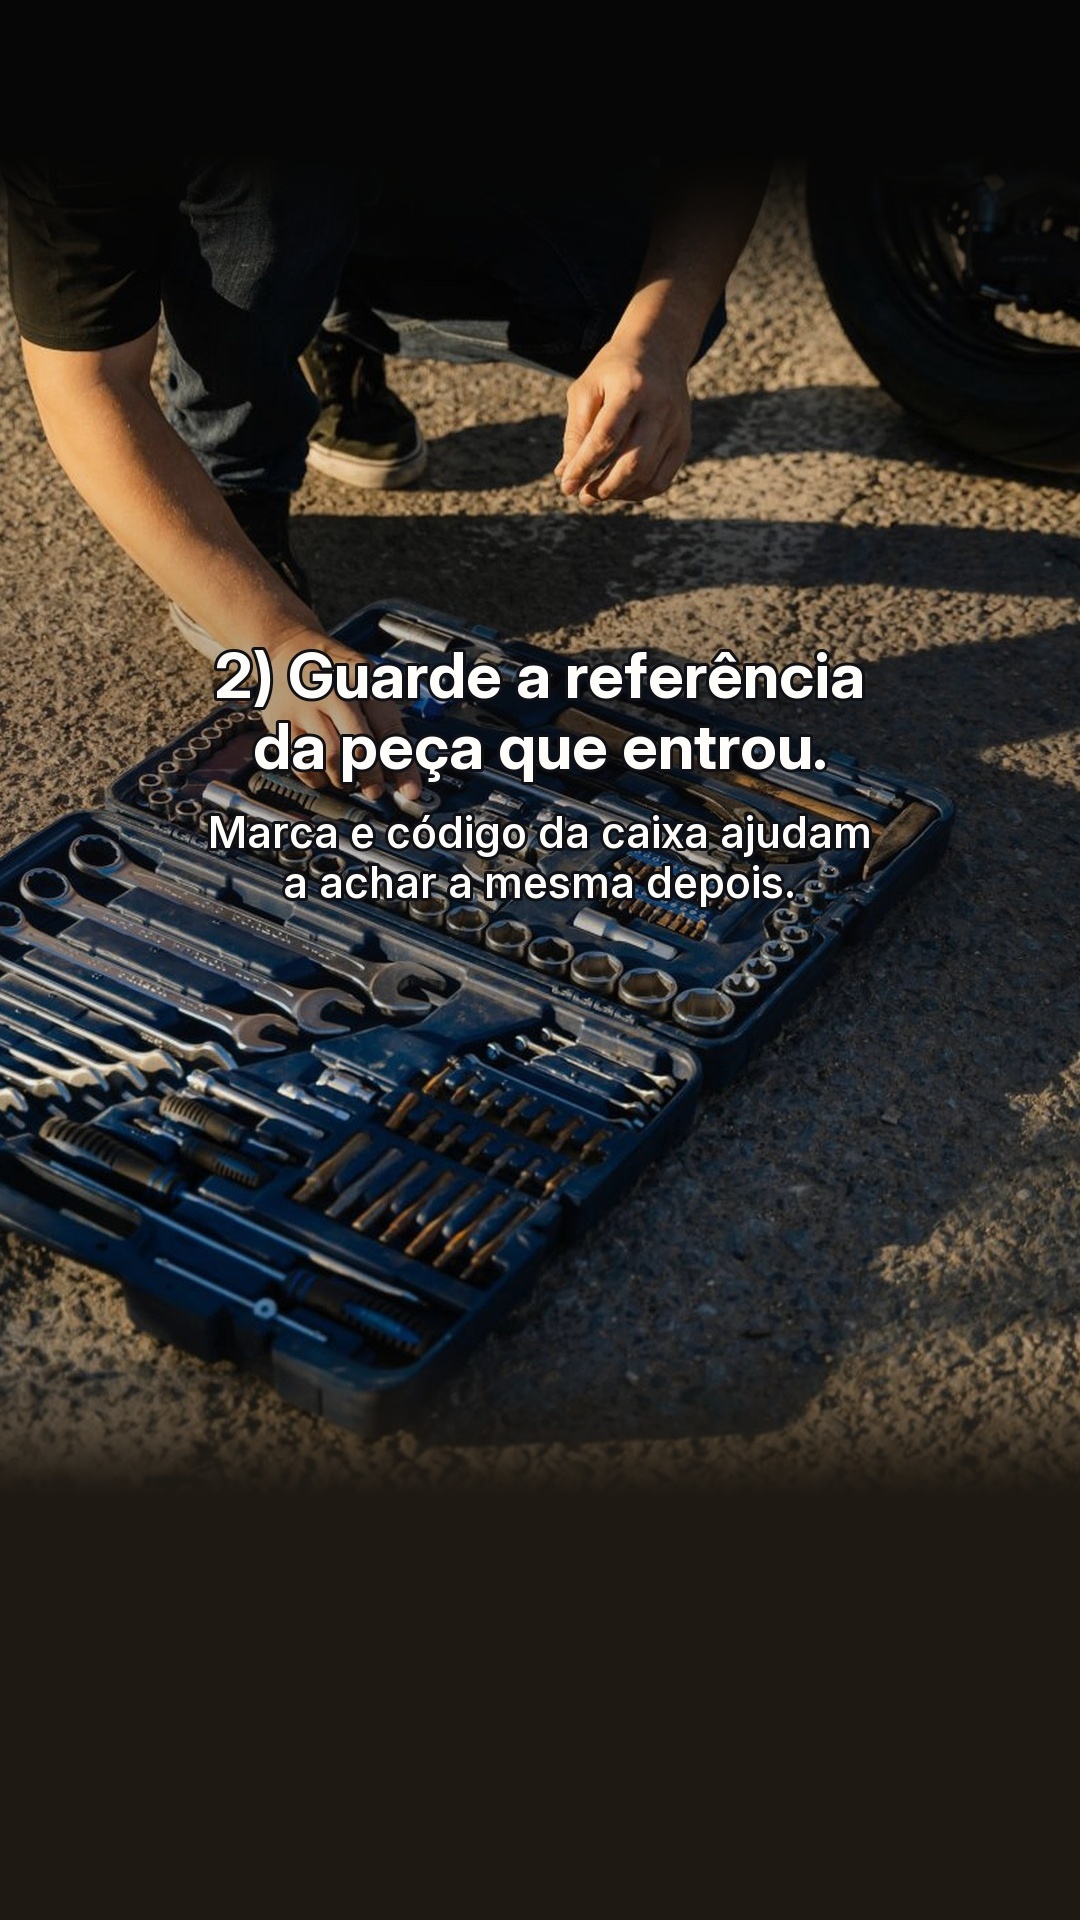 2) Guarde a referência
da peça que entrou.
Marca e código da caixa ajudam
a achar a mesma depois.